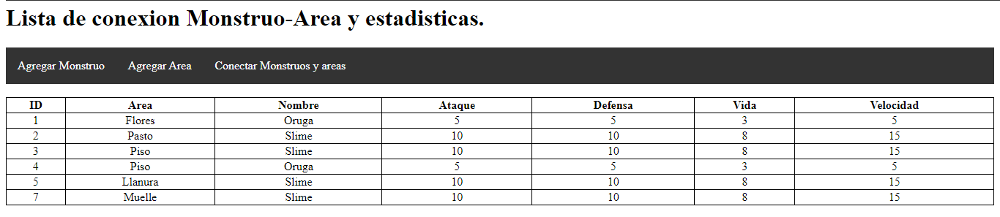 Lista de conexion Monstruo-Area y estadisticas.
Agregar Monstruo Agregar Area Conectar Monstruos y areas
ID Area Nombre Ataque Defensa Vida Velocidad
1 Flores Oruga 5 5 3 5
2 Pasto Slime 10 10 8 15
3 Piso Slime 10 10 8 15
4 Piso Oruga 5 5 3 5
5 Llanura Slime 10 10 8 15
7 Muelle Slime 10 10 8 15